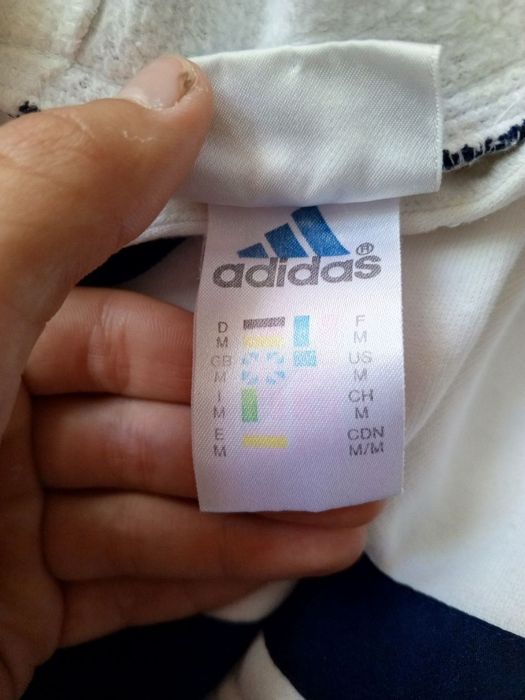 adidas®
D M F M
GB M US M
I M CH M
E M CDN M/M